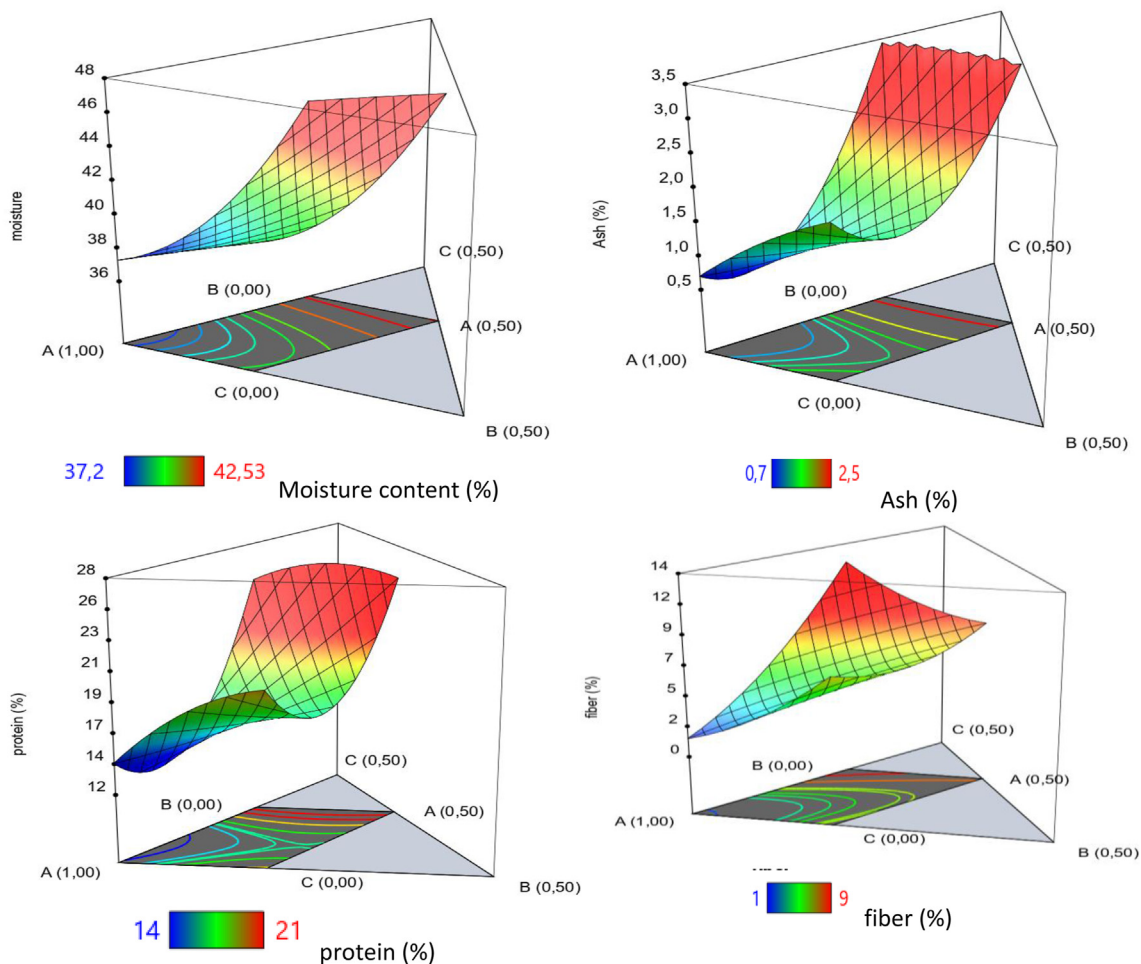 48
46
44
42
40
38
36
moisture
C (0,50)
B (0,00)
A (0,50)
A (1,00)
C (0,00)
B (0,50)
37,2
42,53
Moisture content (%)
3,5
3,0
2,5
2,0
1,5
1,0
0,5
Ash (%)
C (0,50)
B (0,00)
A (0,50)
A (1,00)
C (0,00)
B (0,50)
0,7
2,5
Ash (%)
28
26
23
21
19
17
14
12
protein (%)
C (0,50)
B (0,00)
A (0,50)
A (1,00)
C (0,00)
B (0,50)
14
21
protein (%)
14
12
9
7
5
2
0
fiber (%)
C (0,50)
B (0,00)
A (0,50)
A (1,00)
C (0,00)
B (0,50)
1
9
fiber (%)